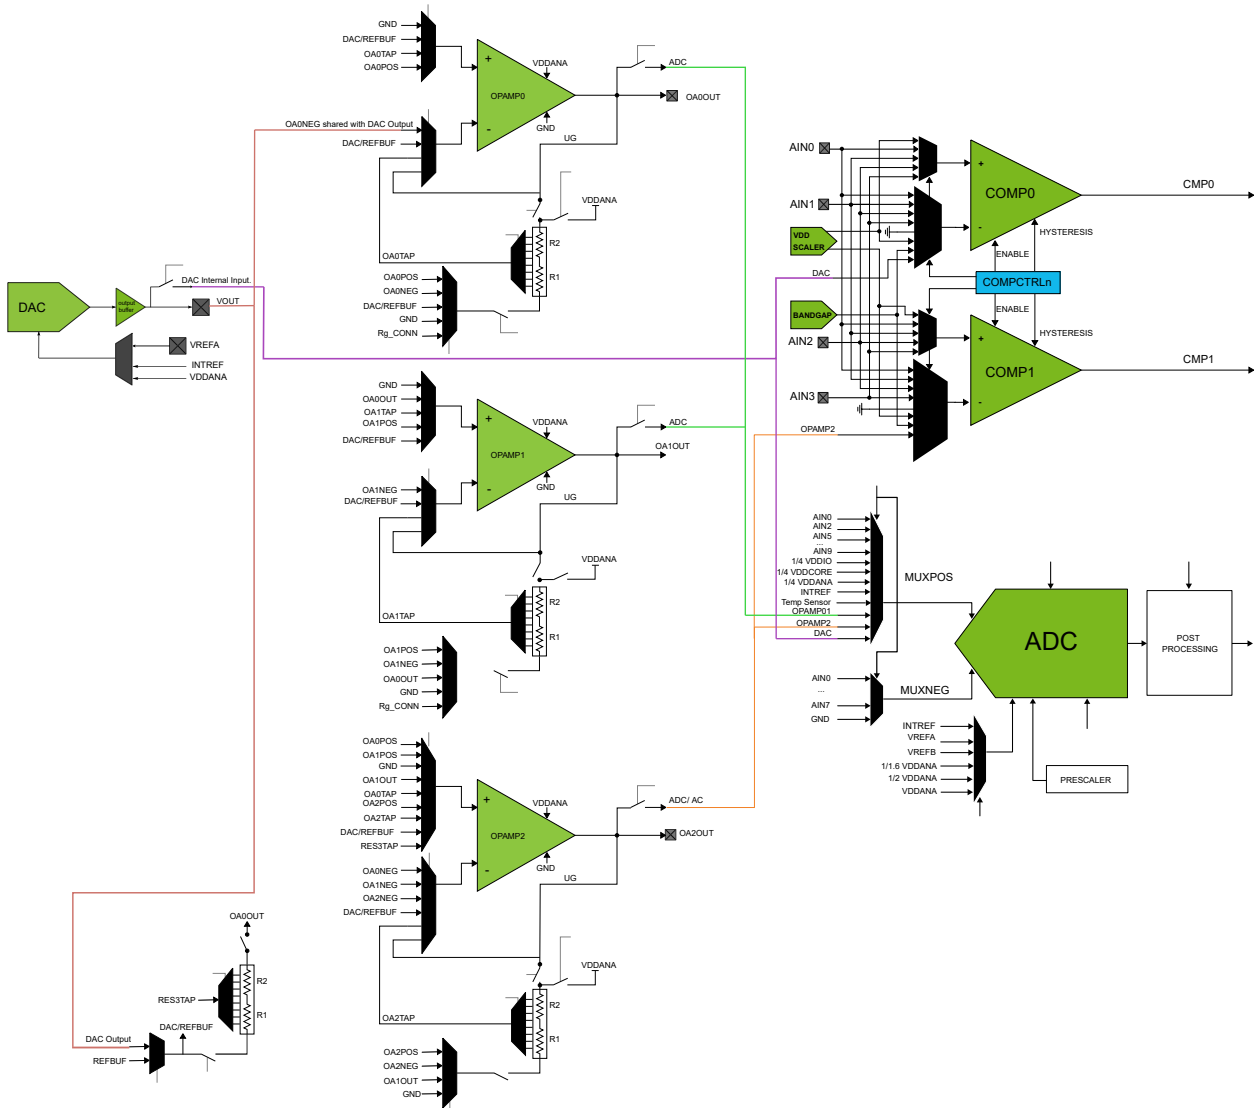 GND
DAC/REFBUF
OA0TAP
OA0POS
+
-
OPAMP0
VDDANA
GND
UG
ADC
OA0OUT
OA0NEG shared with DAC Output
DAC/REFBUF
VDDANA
R2
R1
OA0TAP
OA0POS
OA0NEG
DAC/REFBUF
GND
Rg_CONN
DAC
output
buffer
DAC Internal Input.
VOUT
VREFA
INTREF
VDDANA
GND
OA0OUT
OA1TAP
OA1POS
DAC/REFBUF
+
-
OPAMP1
VDDANA
GND
UG
ADC
OA1OUT
OA1NEG
DAC/REFBUF
VDDANA
R2
R1
OA1TAP
OA1POS
OA1NEG
OA0OUT
GND
Rg_CONN
OA0POS
OA1POS
GND
OA1OUT
OA0TAP
OA2POS
OA2TAP
DAC/REFBUF
RES3TAP
+
-
OPAMP2
VDDANA
GND
UG
ADC/ AC
OA2OUT
OA0NEG
OA1NEG
OA2NEG
DAC/REFBUF
VDDANA
R2
R1
OA2TAP
OA2POS
OA2NEG
OA1OUT
GND
OA0OUT
R2
R1
RES3TAP
DAC/REFBUF
DAC Output
REFBUF
AIN0
AIN1
VDD
SCALER
DAC
BANDGAP
AIN2
AIN3
OPAMP2
+
-
COMP0
CMP0
HYSTERESIS
ENABLE
COMPCTRLn
ENABLE
HYSTERESIS
+
-
COMP1
CMP1
AIN0
AIN2
AIN5
...
AIN9
1/4 VDDIO
1/4 VDDCORE
1/4 VDDANA
INTREF
Temp Sensor
OPAMP01
OPAMP2
DAC
MUXPOS
AIN0
...
AIN7
GND
MUXNEG
ADC
POST
PROCESSING
INTREF
VREFA
VREFB
1/1.6 VDDANA
1/2 VDDANA
VDDANA
PRESCALER